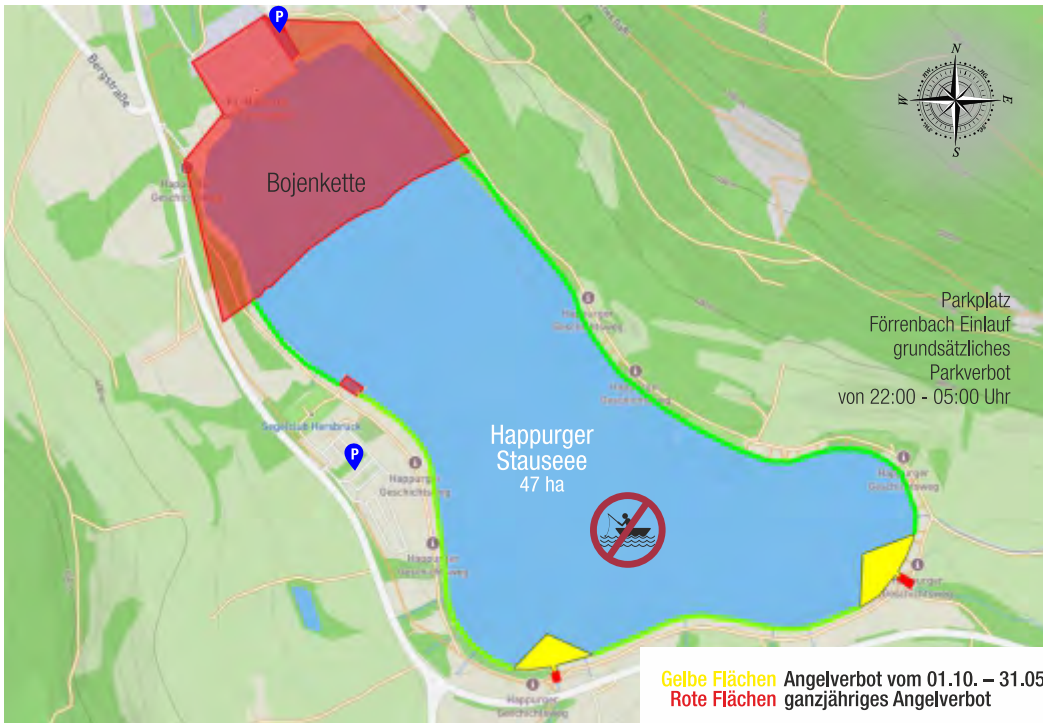 P
Bergstraße
N
W
E
S
Bojenkette
Happurger
Geschichtsweg
Parkplatz
Förrenbach Einlauf
grundsätzliches
Parkverbot
von 22:00 - 05:00 Uhr
Happurger
Geschichtsweg
Segelclub Hersbruck
P
Happurger
Stauseee
47 ha
Happurger
Geschichtsweg
Happurger
Geschichtsweg
Happurger
Geschichtsweg
Happurger
Geschichtsweg
Happurger
Geschichtsweg
Gelbe Flächen Angelverbot vom 01.10. – 31.05
Rote Flächen ganzjähriges Angelverbot